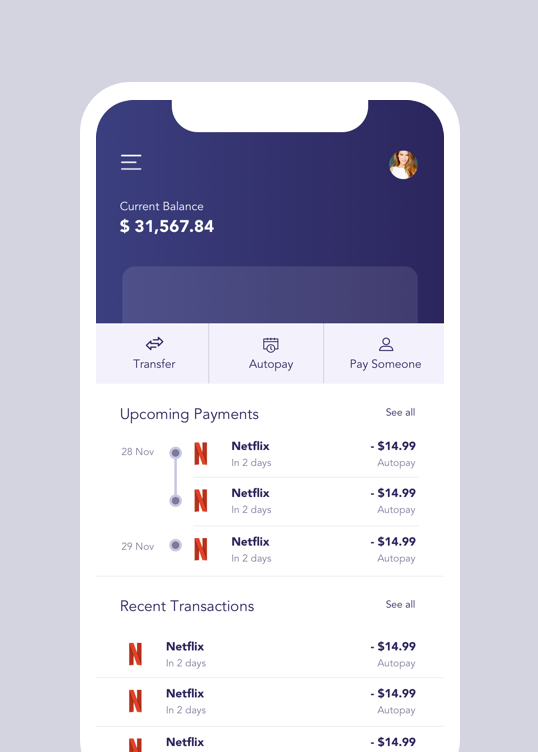 Current Balance
$ 31,567.84
Transfer
Autopay
Pay Someone
Upcoming Payments
See all
28 Nov
Netflix
- $14.99
In 2 days
Autopay
Netflix
- $14.99
In 2 days
Autopay
29 Nov
Netflix
- $14.99
In 2 days
Autopay
Recent Transactions
See all
Netflix
- $14.99
In 2 days
Autopay
Netflix
- $14.99
In 2 days
Autopay
Netflix
- $14.99